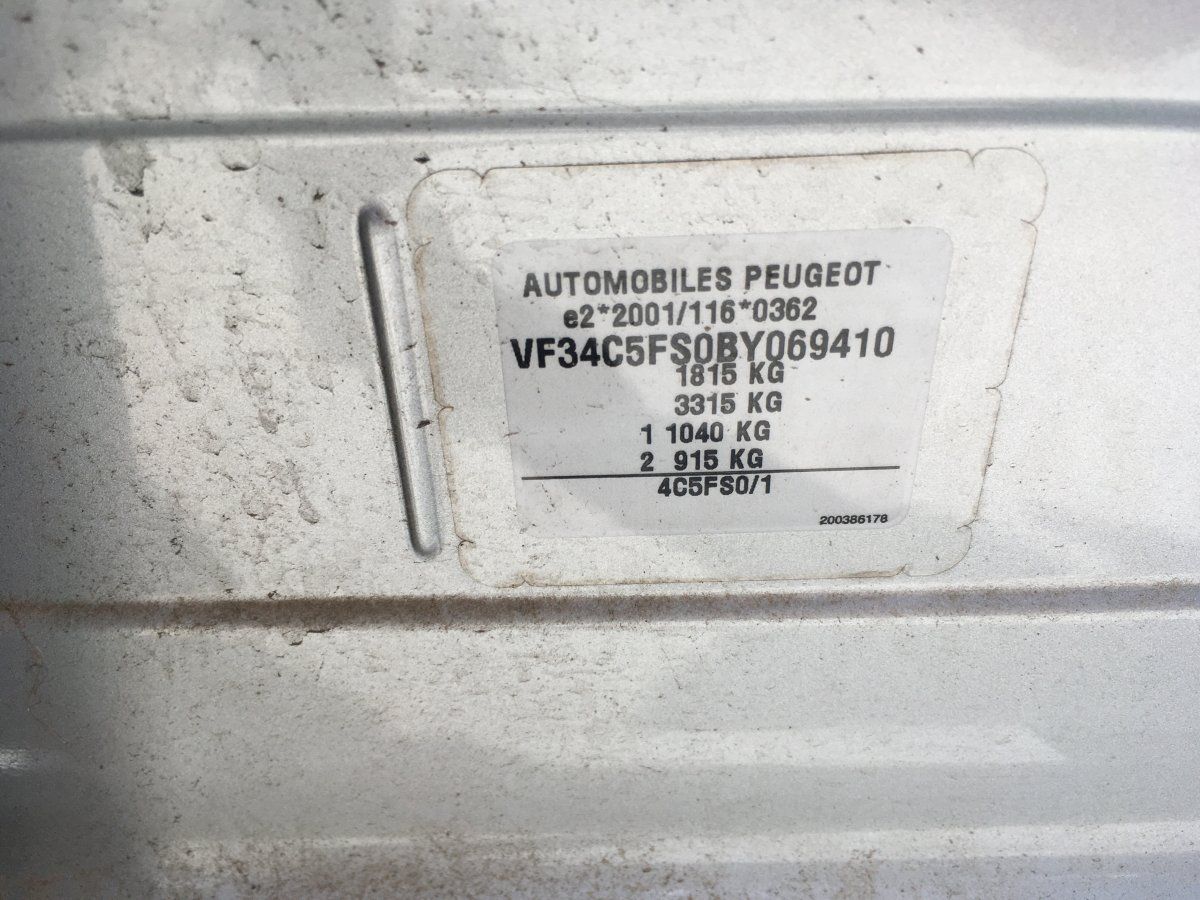 AUTOMOBILES PEUGEOT
e2*2001/116*0362
VF34C5FS0BY069410
1815 KG
3315 KG
1 1040 KG
2 915 KG
4C5FS0/1
200386178